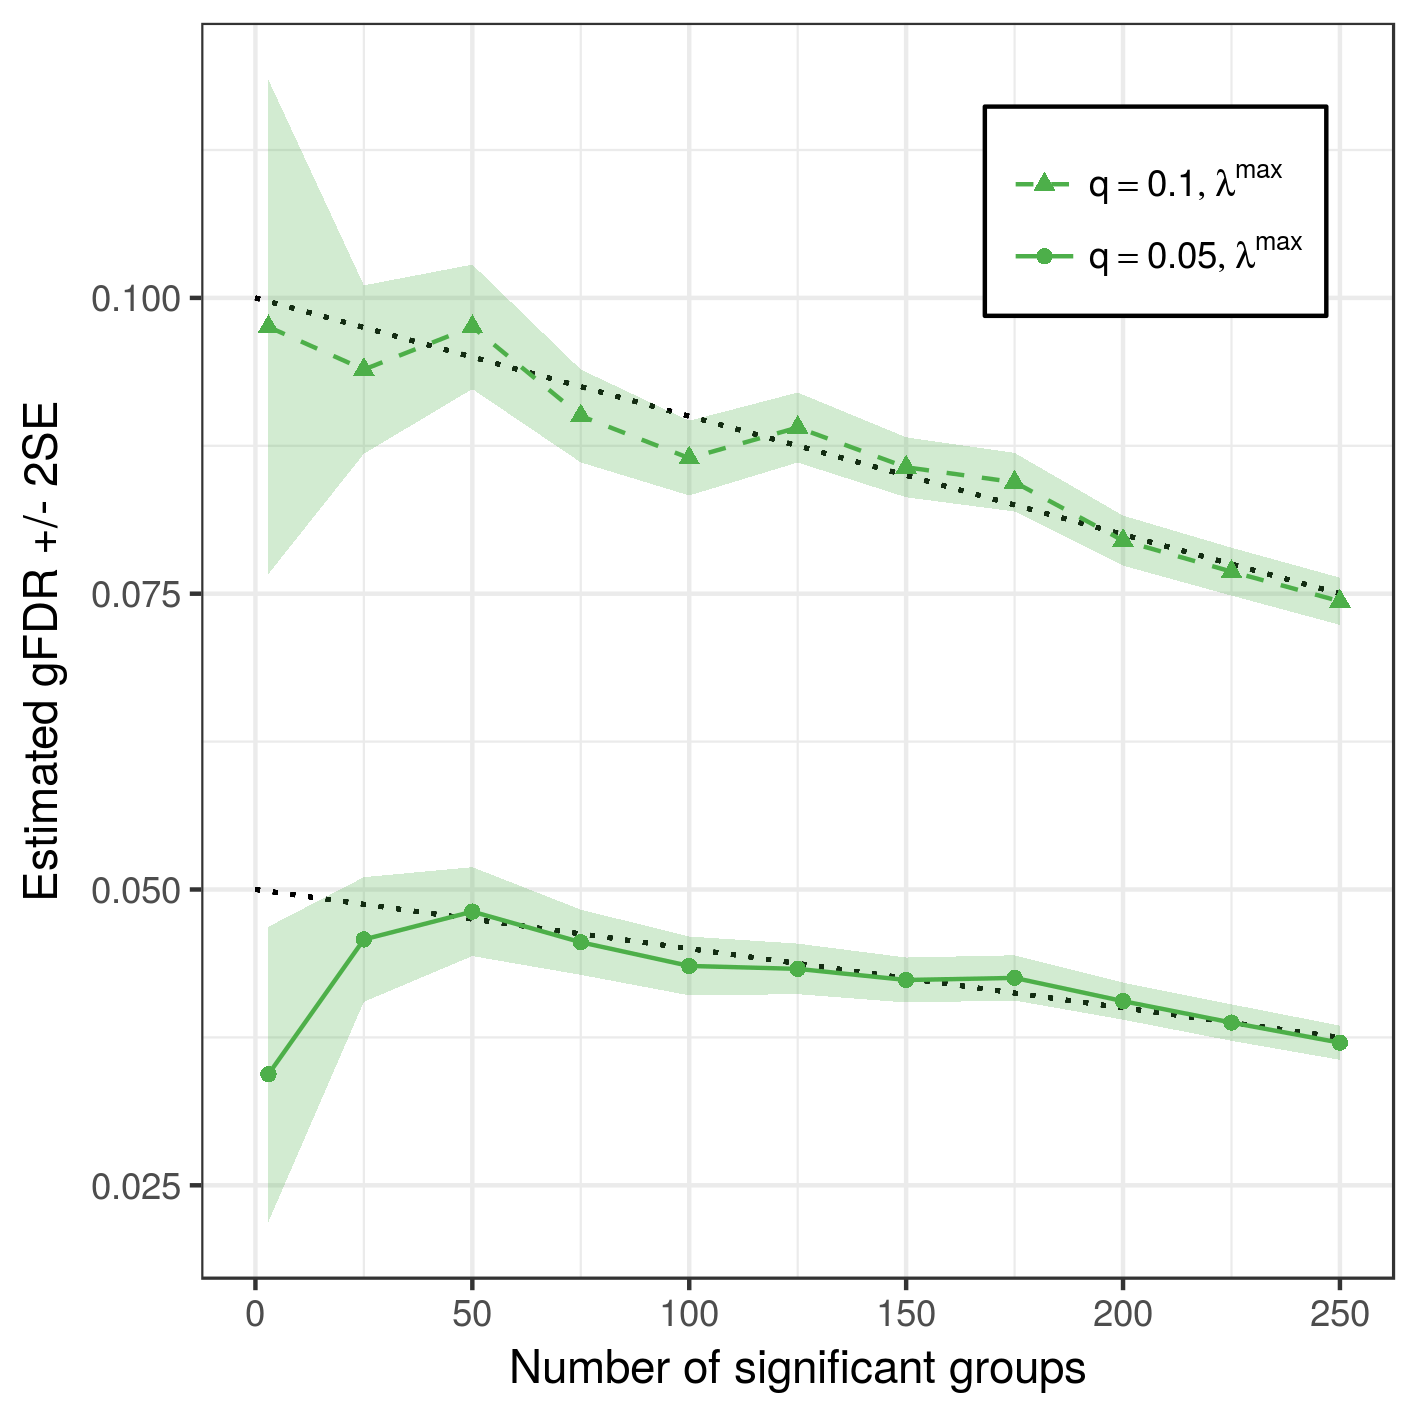 q = 0.1, λ^max
q = 0.05, λ^max
Estimated gFDR +/- 2SE
0.100
0.075
0.050
0.025
0 50 100 150 200 250
Number of significant groups